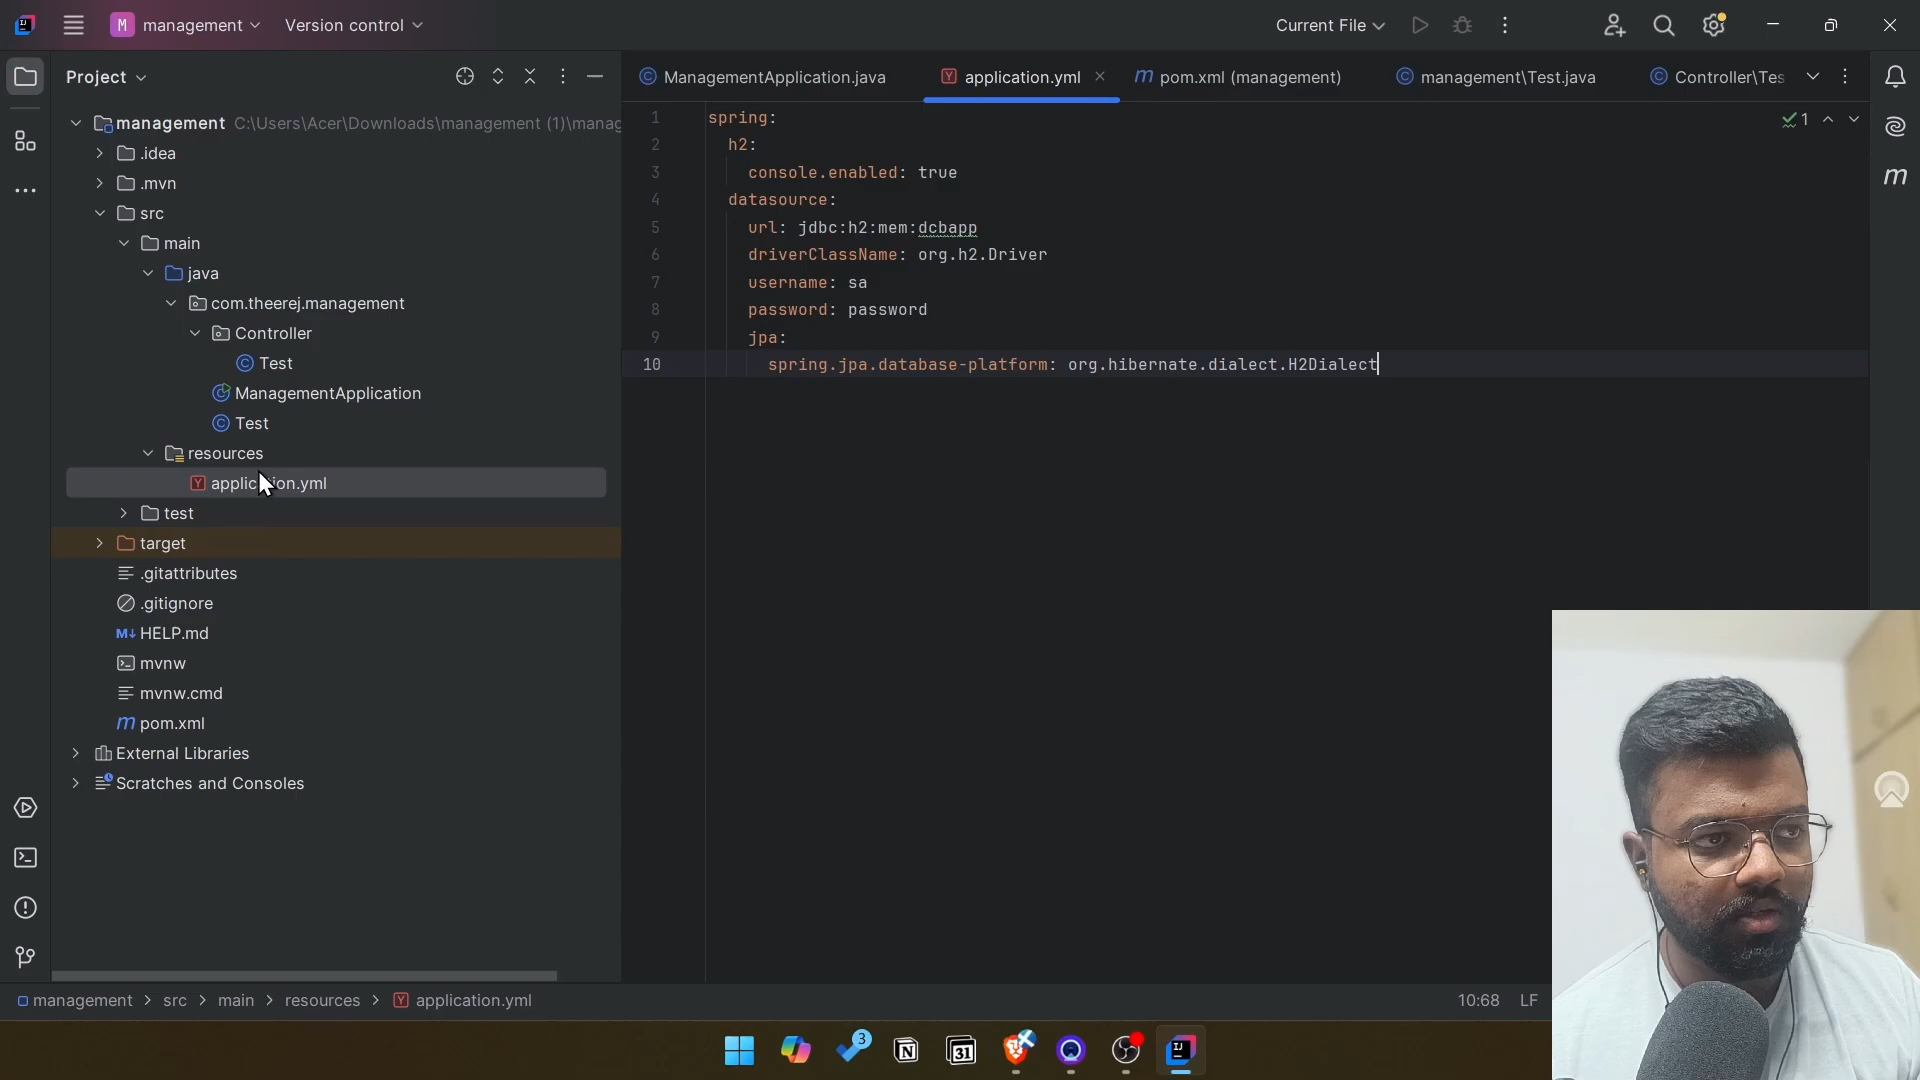 management
Version control
Current File
Project
management C:\Users\Acer\Downloads\management (1)\manag
.idea
.mvn
src
main
java
com.theerej.management
Controller
Test
ManagementApplication
Test
resources
application.yml
test
target
.gitattributes
.gitignore
HELP.md
mvnw
mvnw.cmd
pom.xml
External Libraries
Scratches and Consoles
ManagementApplication.java
application.yml
pom.xml (management)
management\Test.java
Controller\Tes
1 spring:
2 h2:
3 console.enabled: true
4 datasource:
5 url: jdbc:h2:mem:dcbapp
6 driverClassName: org.h2.Driver
7 username: sa
8 password: password
9 jpa:
10 spring.jpa.database-platform: org.hibernate.dialect.H2Dialect
1
management > src > main > resources > application.yml
10:68 LF
3
31